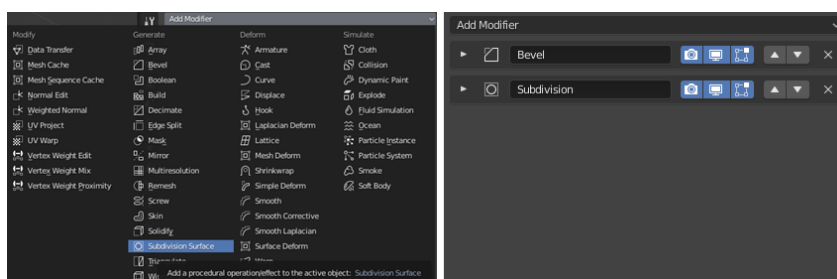 Add Modifier
Modify
Data Transfer
Mesh Cache
Mesh Sequence Cache
Normal Edit
Weighted Normal
UV Project
UV Warp
Vertex Weight Edit
Vertex Weight Mix
Vertex Weight Proximity
Generate
Array
Bevel
Boolean
Build
Decimate
Edge Split
Mask
Mirror
Multiresolution
Remesh
Screw
Skin
Solidify
Subdivision Surface
Triangulate
Deform
Armature
Cast
Curve
Displace
Hook
Laplacian Deform
Lattice
Mesh Deform
Shrinkwrap
Simple Deform
Smooth
Smooth Corrective
Smooth Laplacian
Surface Deform
Warp
Simulate
Cloth
Collision
Dynamic Paint
Explode
Fluid Simulation
Ocean
Particle Instance
Particle System
Smoke
Soft Body
Add a procedural operation/effect to the active object: Subdivision Surface
Add Modifier
Bevel
Subdivision